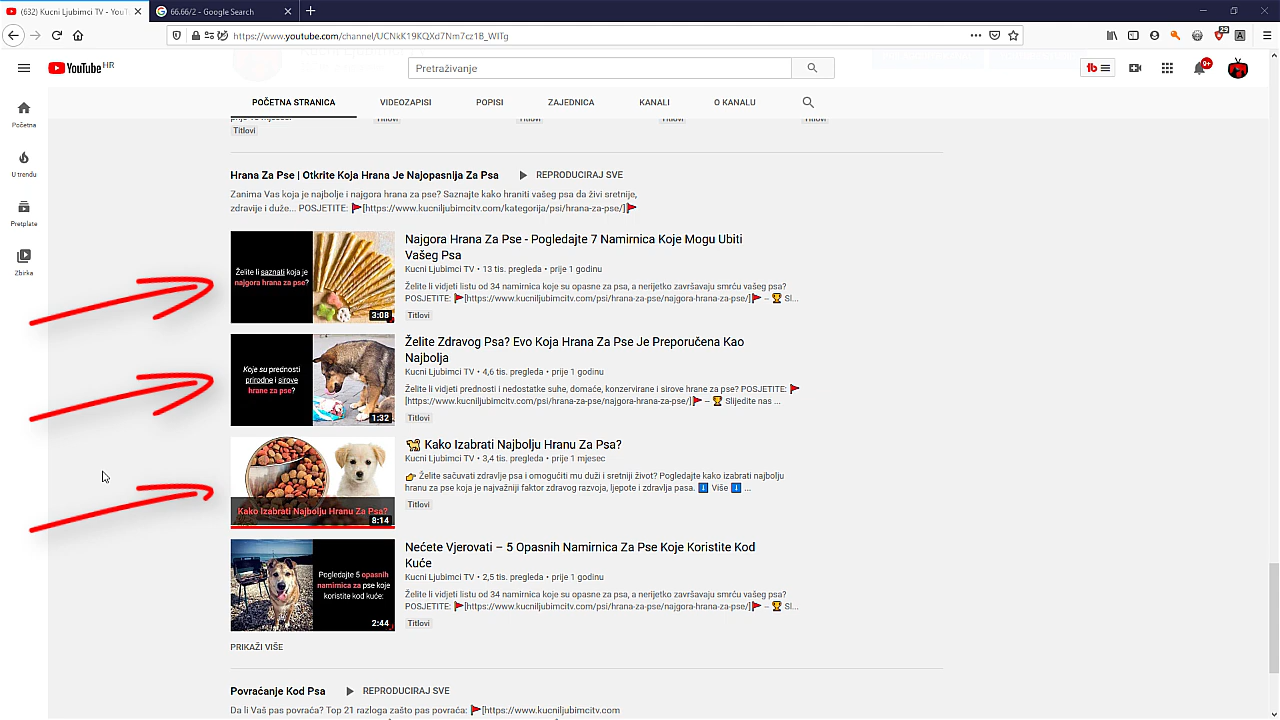 (632) Kucni Ljubimci TV - YouT
66.66/2 - Google Search
https://www.youtube.com/channel/UCNkK19KQXd7Nm7cz1B_WITg
29
YouTube HR
Pretraživanje
9+
POČETNA STRANICA VIDEOZAPISI POPISI ZAJEDNICA KANALI O KANALU
Početna
U trendu
Pretplate
Zbirka
Titlovi Titlovi Titlovi Titlovi
Titlovi
Hrana Za Pse | Otkrite Koja Hrana Je Najopasnija Za Psa REPRODUCIRAJ SVE
Zanima Vas koja je najbolje i najgora hrana za pse? Saznajte kako hraniti vašeg psa da živi sretnije,
zdravije i duže... POSJETITE: 🚩[https://www.kucniljubimcitv.com/kategorija/psi/hrana-za-pse/]🚩
Želite li saznati koja je
najgora hrana za pse?
3:08
Najgora Hrana Za Pse - Pogledajte 7 Namirnica Koje Mogu Ubiti
Vašeg Psa
Kucni Ljubimci TV • 13 tis. pregleda • prije 1 godinu
Želite li vidjeti listu od 34 namirnice koje su opasne za psa, a nerijetko završavaju smrću vašeg psa?
POSJETITE: 🚩[https://www.kucniljubimcitv.com/psi/hrana-za-pse/najgora-hrana-za-pse/]🚩 – 🏆 Sl...
Titlovi
Koje su prednosti
prirodne i sirove
hrane za pse?
1:32
Želite Zdravog Psa? Evo Koja Hrana Za Pse Je Preporučena Kao
Najbolja
Kucni Ljubimci TV • 4,6 tis. pregleda • prije 1 godinu
Želite li vidjeti prednosti i nedostatke suhe, domaće, konzervirane i sirove hrane za pse? POSJETITE: 🚩
[https://www.kucniljubimcitv.com/psi/hrana-za-pse/najgora-hrana-za-pse/]🚩 – 🏆 Slijedite nas ...
Titlovi
Kako Izabrati Najbolju Hranu Za Psa?
8:14
🐕 Kako Izabrati Najbolju Hranu Za Psa?
Kucni Ljubimci TV • 3,4 tis. pregleda • prije 1 mjesec
👉 Želite sačuvati zdravlje psa i omogućiti mu duži i sretniji život? Pogledajte kako izabrati najbolju
hranu za pse koja je najvažniji faktor zdravog razvoja, ljepote i zdravlja pasa. ⬇️ Više ⬇️ ...
Titlovi
Pogledajte 5 opasnih
namirnica za pse koje
koristite kod kuće:
2:44
Nećete Vjerovati – 5 Opasnih Namirnica Za Pse Koje Koristite Kod
Kuće
Kucni Ljubimci TV • 2,5 tis. pregleda • prije 1 godinu
Želite li vidjeti listu od 34 namirnice koje su opasne za psa, a nerijetko završavaju smrću vašeg psa?
POSJETITE: 🚩[https://www.kucniljubimcitv.com/psi/hrana-za-pse/najgora-hrana-za-pse/]🚩 – 🏆 Sl...
Titlovi
PRIKAŽI VIŠE
Povraćanje Kod Psa REPRODUCIRAJ SVE
Da li Vaš pas povraća? Top 21 razloga zašto pas povraća: 🚩[https://www.kucniljubimcitv.com